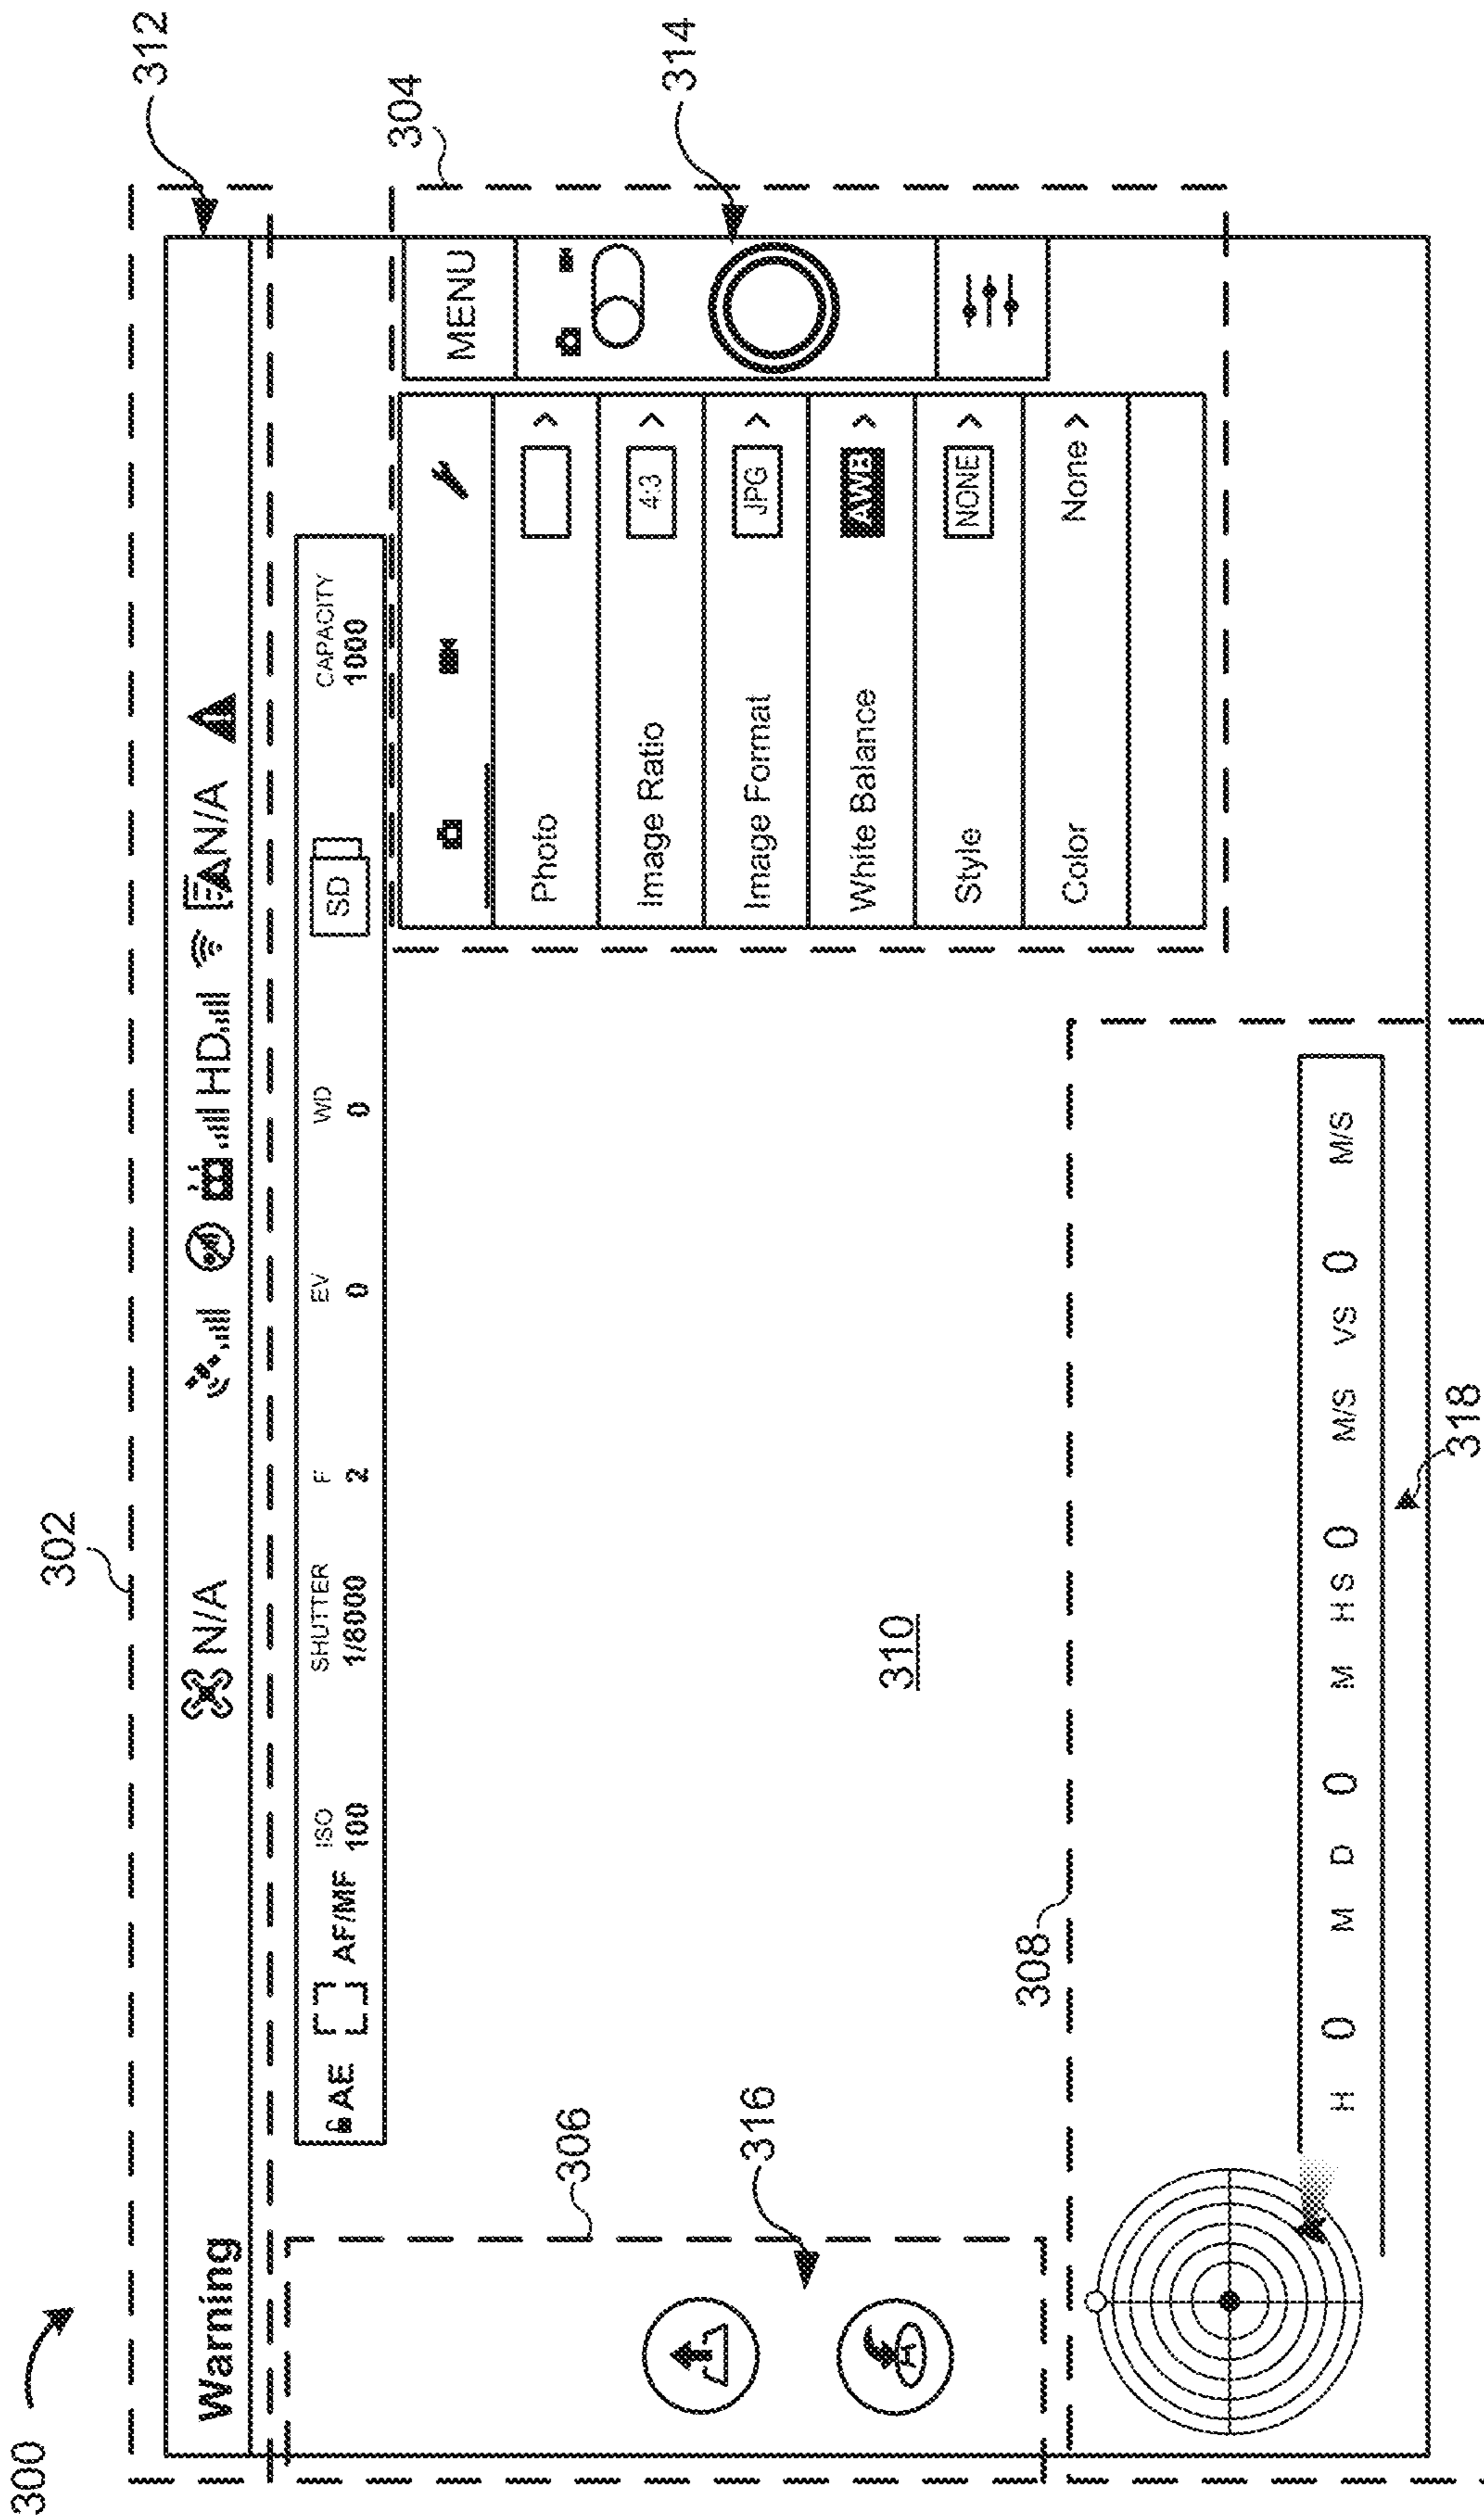 300
302
312
Warning
N/A
HD
N/A
304
AE
AF/MF
ISO
100
SHUTTER
1/8000
F
2
EV
0
WD
0
SD
CAPACITY
1000
MENU
306
Photo >
Image Ratio 4:3 >
314
Image Format JPG >
316
White Balance AWB >
310
Style NONE >
Color None >
308
H
H 0 M D 0 M HS 0 M/S VS 0 M/S
318